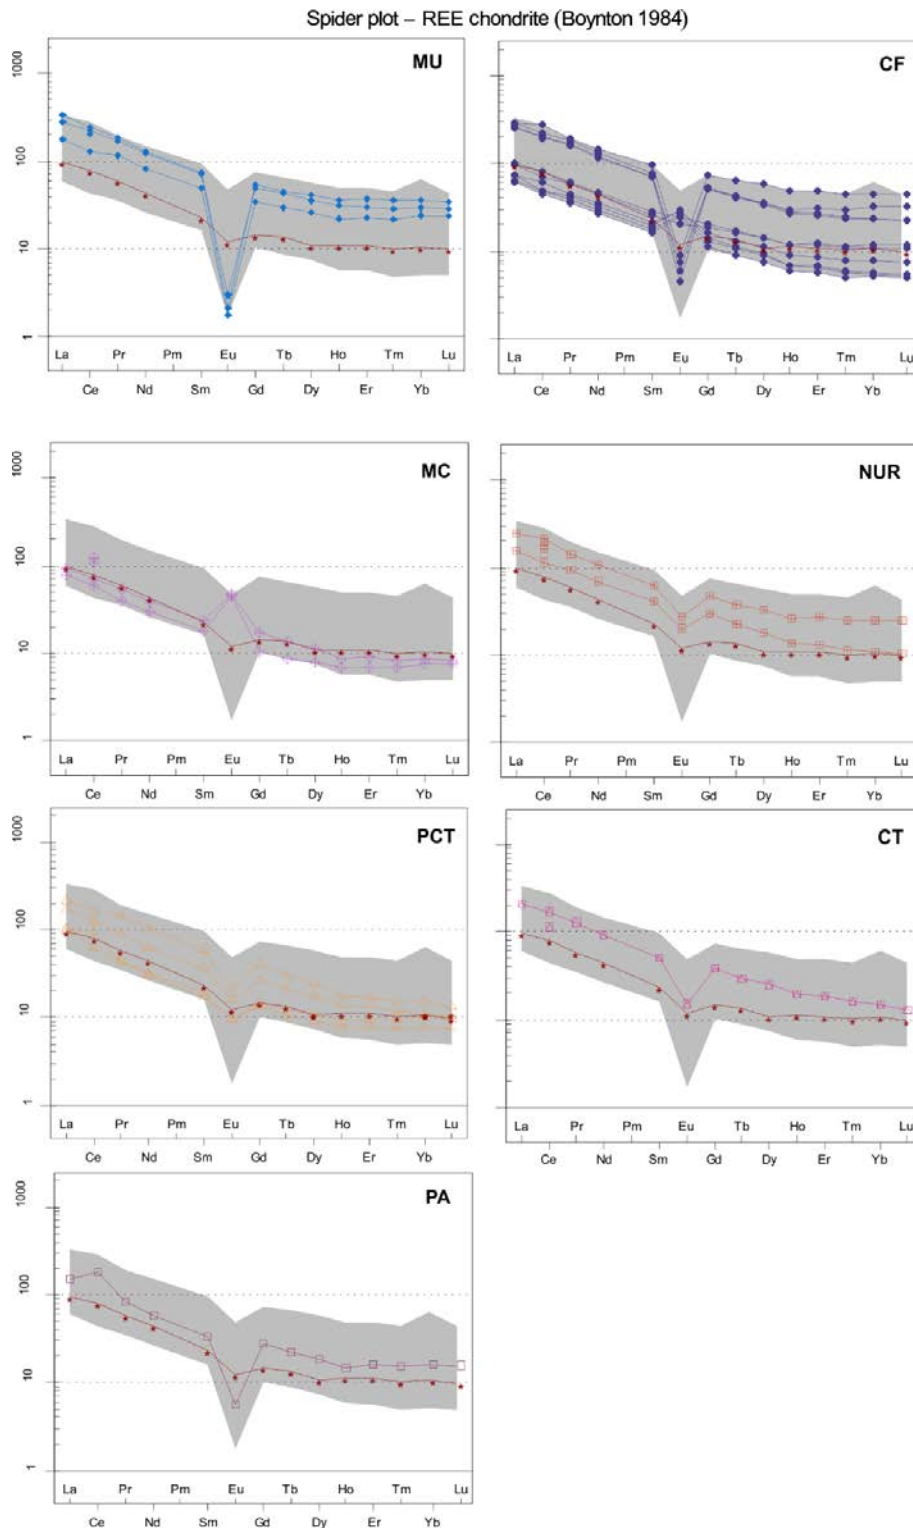 Spider plot – REE chondrite (Boynton 1984)
MU
1000
100
10
1
La Pr Pm Eu Tb Ho Tm Lu
Ce Nd Sm Gd Dy Er Yb
CF
La Pr Pm Eu Tb Ho Tm Lu
Ce Nd Sm Gd Dy Er Yb
MC
1000
100
10
1
La Pr Pm Eu Tb Ho Tm Lu
Ce Nd Sm Gd Dy Er Yb
NUR
La Pr Pm Eu Tb Ho Tm Lu
Ce Nd Sm Gd Dy Er Yb
PCT
1000
100
10
1
La Pr Pm Eu Tb Ho Tm Lu
Ce Nd Sm Gd Dy Er Yb
CT
La Pr Pm Eu Tb Ho Tm Lu
Ce Nd Sm Gd Dy Er Yb
PA
1000
100
10
1
La Pr Pm Eu Tb Ho Tm Lu
Ce Nd Sm Gd Dy Er Yb